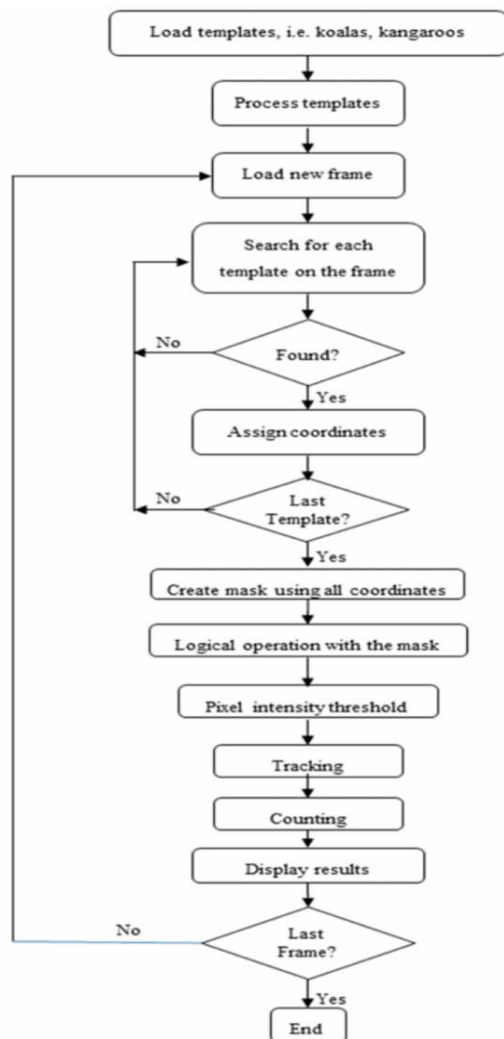 Load templates, i.e. koalas, kangaroos
Process templates
Load new frame
Search for each
template on the frame
No
Found?
Yes
Assign coordinates
No
Last
Template?
Yes
Create mask using all coordinates
Logical operation with the mask
Pixel intensity threshold
Tracking
Counting
Display results
No
Last
Frame?
Yes
End